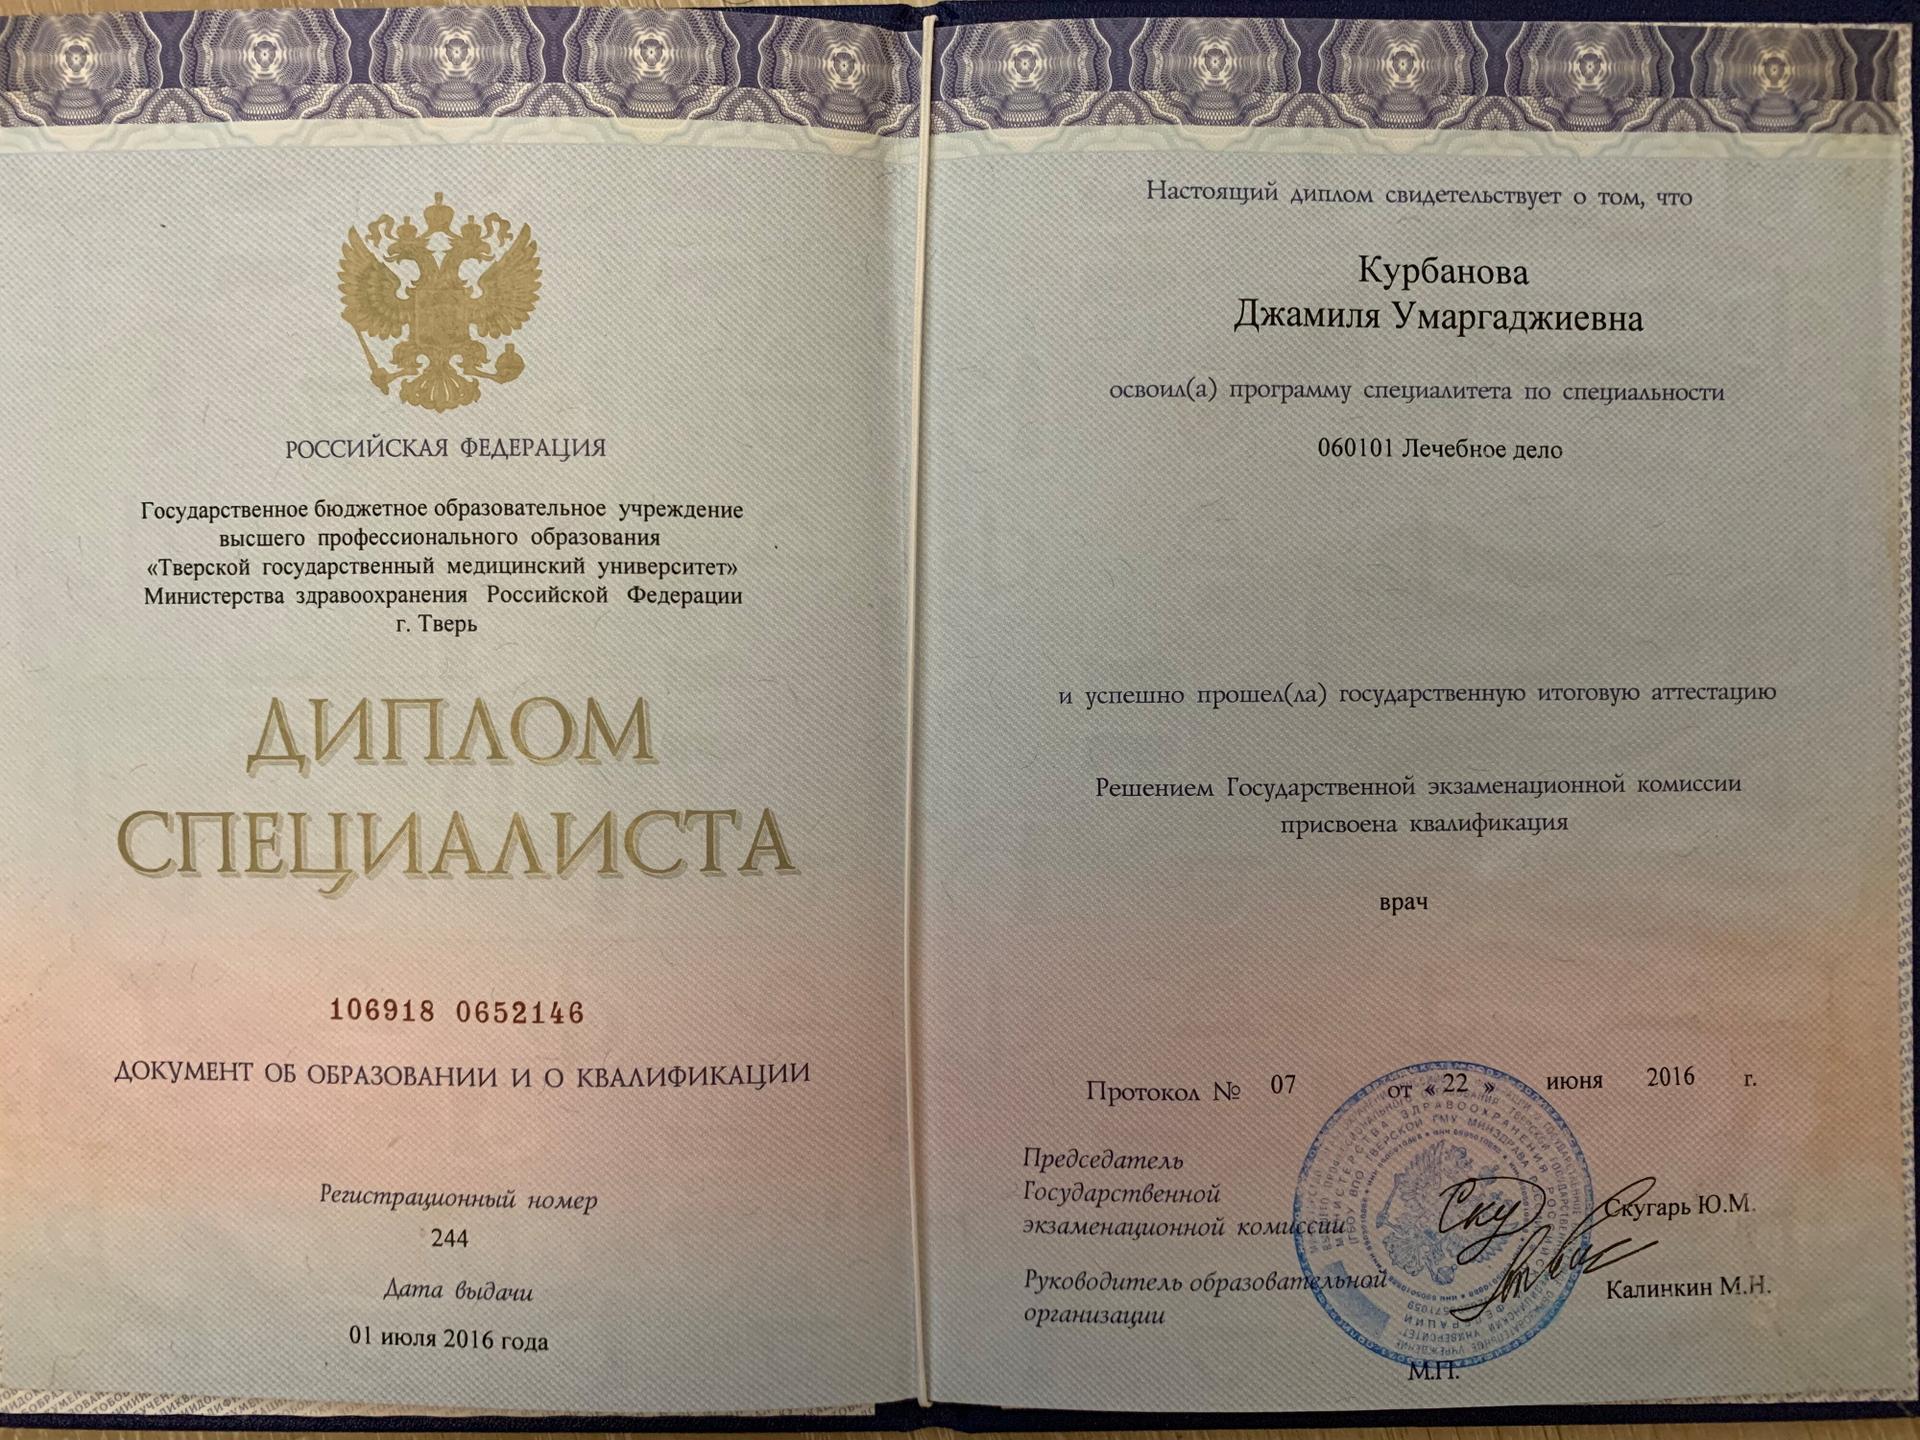 РОССИЙСКАЯ ФЕДЕРАЦИЯ
Государственное бюджетное образовательное учреждение
высшего профессионального образования
«Тверской государственный медицинский университет»
Министерства здравоохранения Российской Федерации
г. Тверь
ДИПЛОМ
СПЕЦИАЛИСТА
106918 0652146
ДОКУМЕНТ ОБ ОБРАЗОВАНИИ И О КВАЛИФИКАЦИИ
Регистрационный номер
244
Дата выдачи
01 июля 2016 года
Настоящий диплом свидетельствует о том, что
Курбанова
Джамиля Умаргаджиевна
освоил(а) программу специалитета по специальности
060101 Лечебное дело
и успешно прошел(ла) государственную итоговую аттестацию
Решением Государственной экзаменационной комиссии
присвоена квалификация
врач
Протокол № 07 от « 22 » июня 2016 г.
Председатель
Государственной
экзаменационной комиссии
Скугарь Ю.М.
Руководитель образовательной
организации
Калинкин М.Н.
М.П.